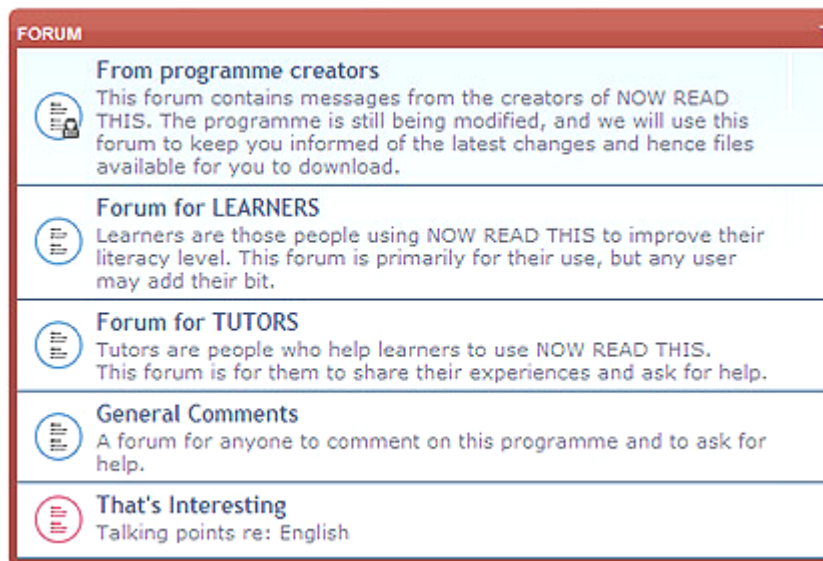 FORUM
From programme creators
This forum contains messages from the creators of NOW READ
THIS. The programme is still being modified, and we will use this
forum to keep you informed of the latest changes and hence files
available for you to download.
Forum for LEARNERS
Learners are those people using NOW READ THIS to improve their
literacy level. This forum is primarily for their use, but any user
may add their bit.
Forum for TUTORS
Tutors are people who help learners to use NOW READ THIS.
This forum is for them to share their experiences and ask for help.
General Comments
A forum for anyone to comment on this programme and to ask for
help.
That's Interesting
Talking points re: English